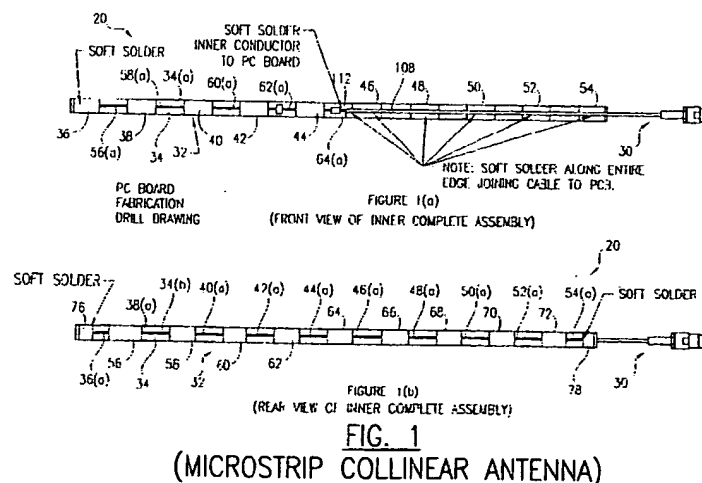 20
SOFT SOLDER
INNER CONDUCTOR
TO PC BOARD
SOFT SOLDER
58(a) 34(a) 60(a) 62(a) 112 46 108 48 50 52 54
36 56(a) 38 34 32 40 42 44 64(a) 30
NOTE: SOFT SOLDER ALONG ENTIRE
EDGE JOINING CABLE TO PCB.
PC BOARD
FABRICATION
DRILL DRAWING
FIGURE 1(a)
(FRONT VIEW OF INNER COMPLETE ASSEMBLY)
20
SOFT SOLDER
76 38(a) 34(b) 40(a) 42(a) 44(a) 64 46(a) 66 48(a) 68 50(a) 70 52(a) 72 54(a) SOFT SOLDER
36(a) 56 34 58 32 60 62 78 30
FIGURE 1(b)
(REAR VIEW OF INNER COMPLETE ASSEMBLY)
FIG. 1
(MICROSTRIP COLLINEAR ANTENNA)